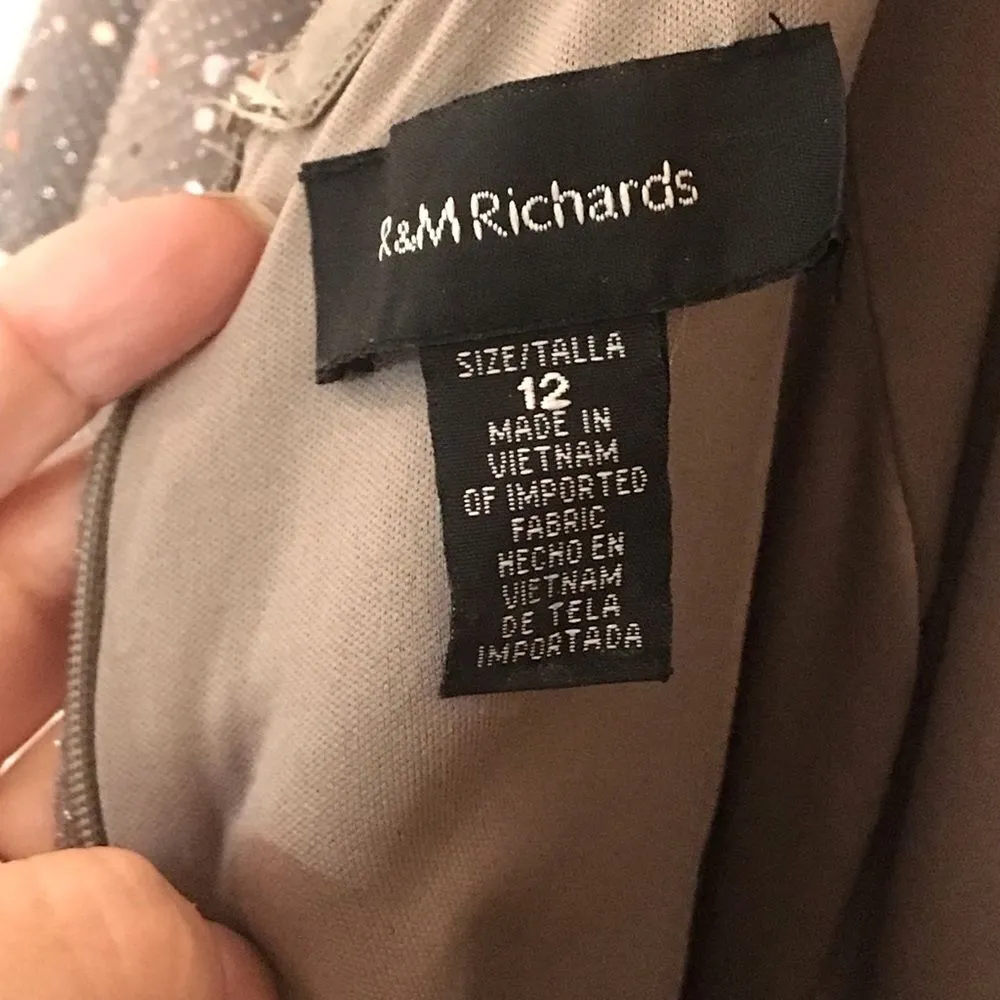 R&M Richards
SIZE/TALLA
12
MADE IN
VIETNAM
OF IMPORTED
FABRIC
HECHO EN
VIETNAM
DE TELA
IMPORTADA